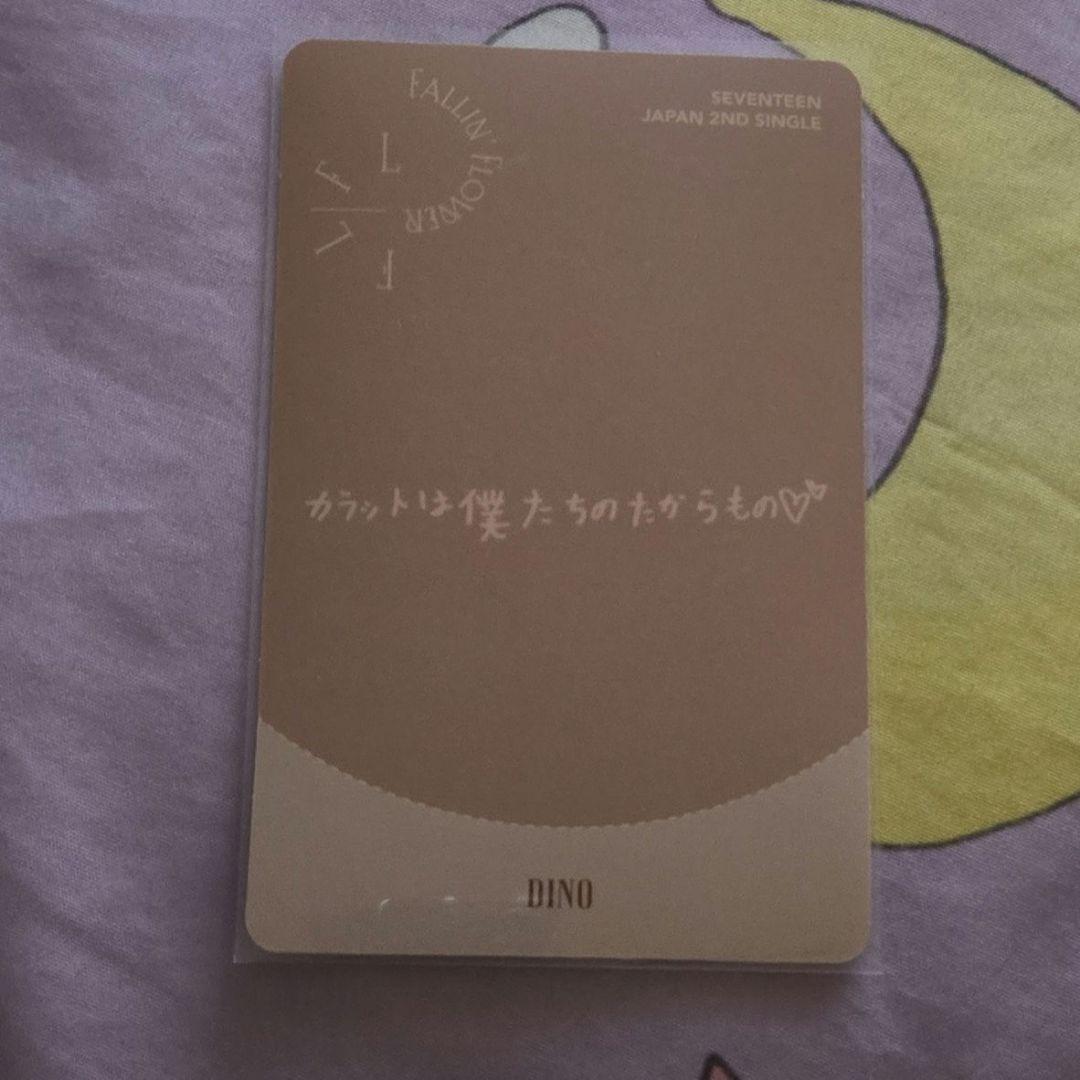 FALLIN' FLOWER
F L
L F
SEVENTEEN
JAPAN 2ND SINGLE
カラットは僕たちのたからもの♡♡
DINO